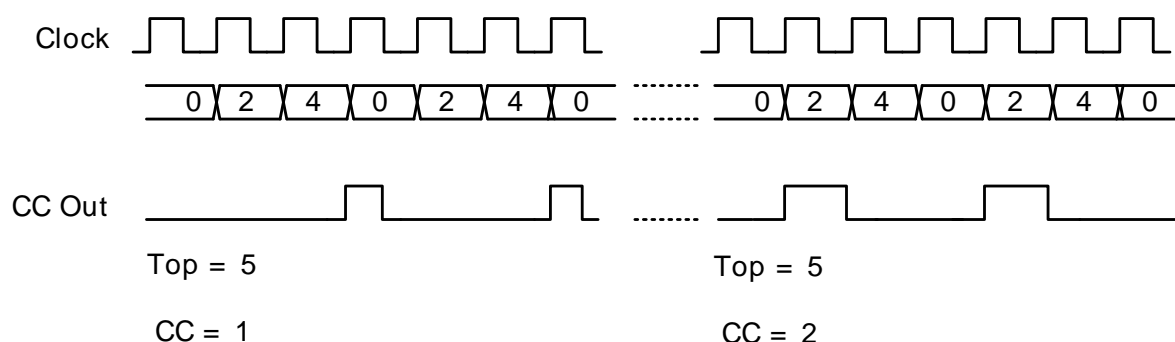 Clock
0 2 4 0 2 4 0 0 2 4 0 2 4 0
CC Out
Top = 5 Top = 5
CC = 1 CC = 2